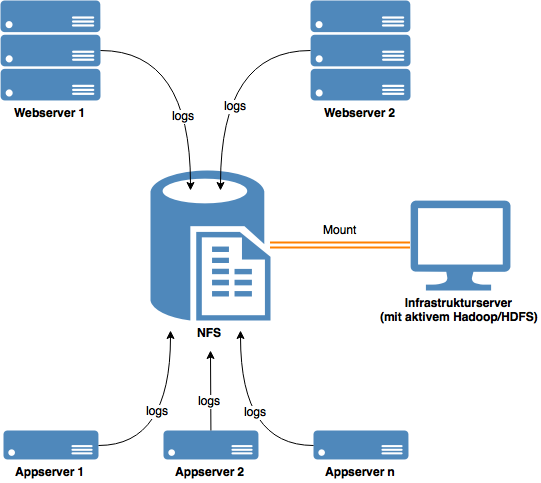 Webserver 1
Webserver 2
logs
logs
Mount
Infrastrukturserver
(mit aktivem Hadoop/HDFS)
NFS
logs
logs
logs
Appserver 1
Appserver 2
Appserver n